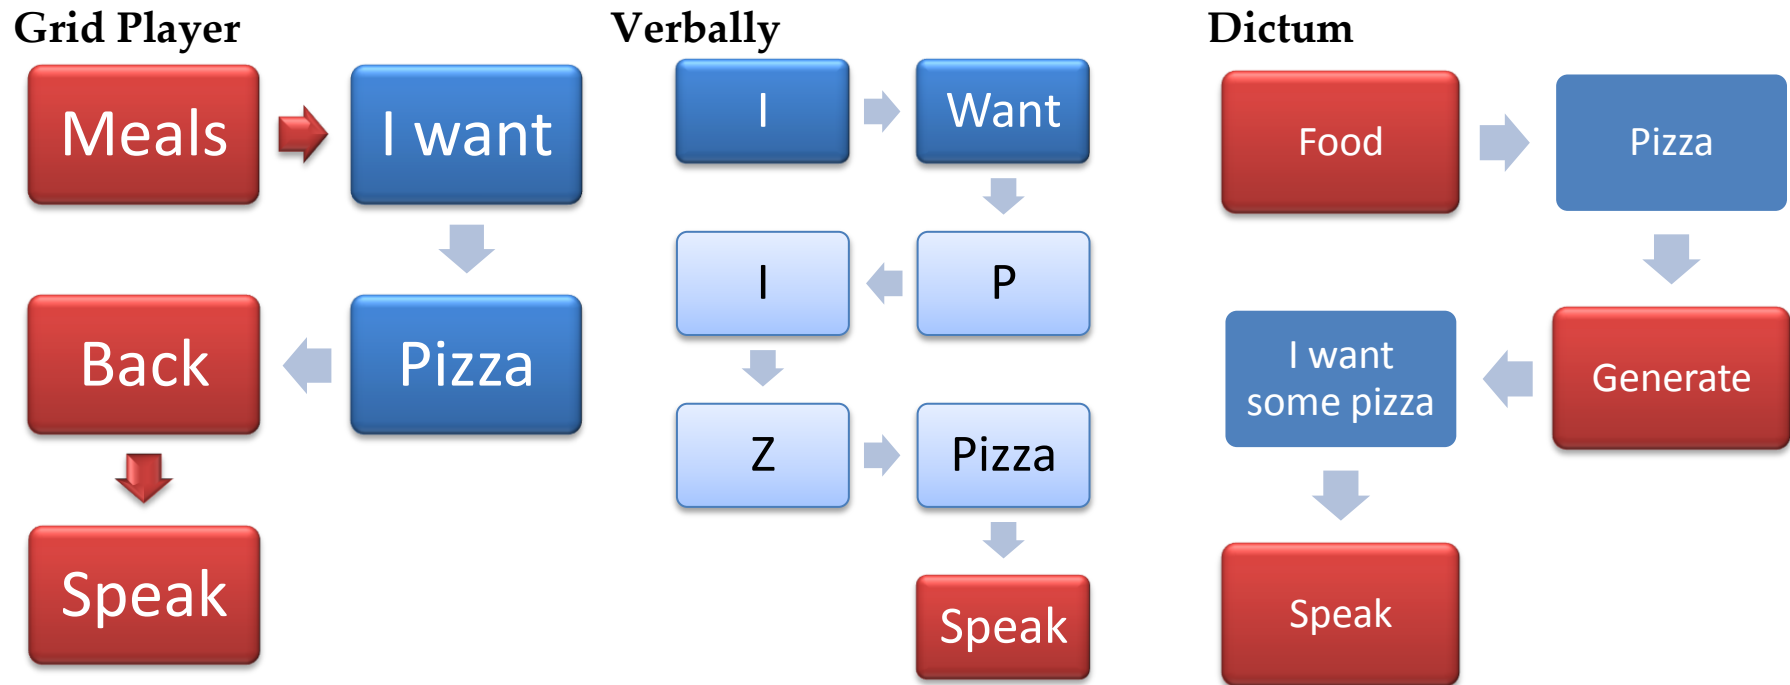 Grid Player
Meals
I want
Pizza
Back
Speak
Verbally
I
Want
P
I
Z
Pizza
Speak
Dictum
Food
Pizza
Generate
I want
some pizza
Speak